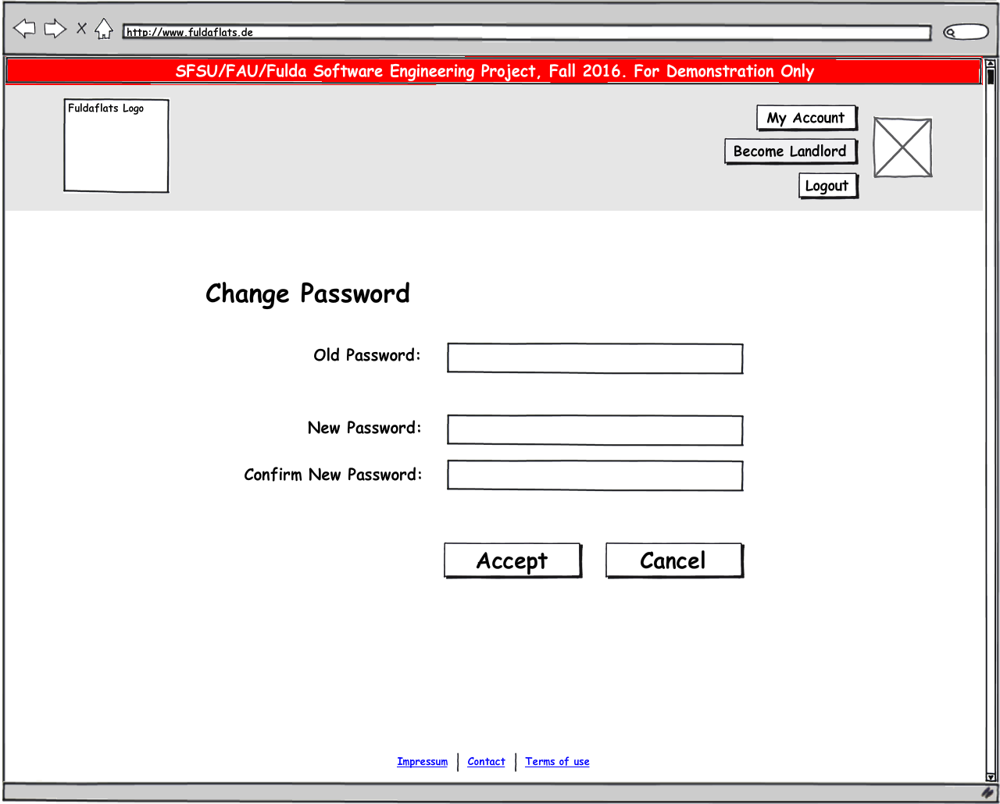 http://www.fuldaflats.de
SFSU/FAU/Fulda Software Engineering Project, Fall 2016. For Demonstration Only
Fuldaflats Logo
My Account
Become Landlord
Logout
Change Password
Old Password:
New Password:
Confirm New Password:
Accept Cancel
Impressum Contact Terms of use